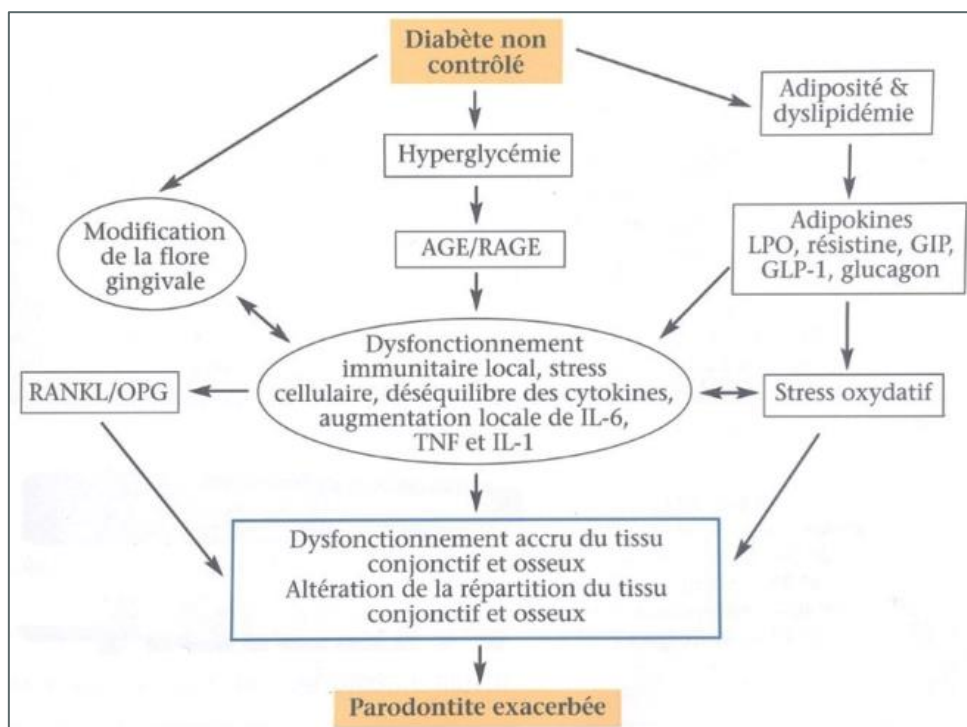 Diabète non
contrôlé
Adiposité &
dyslipidémie
Hyperglycémie
Modification
de la flore
gingivale
AGE/RAGE
Adipokines
LPO, résistine, GIP,
GLP-1, glucagon
Dysfonctionnement
immunitaire local, stress
cellulaire, déséquilibre des cytokines,
augmentation locale de IL-6,
TNF et IL-1
RANKL/OPG
Stress oxydatif
Dysfonctionnement accru du tissu
conjonctif et osseux
Altération de la répartition du tissu
conjonctif et osseux
Parodontite exacerbée